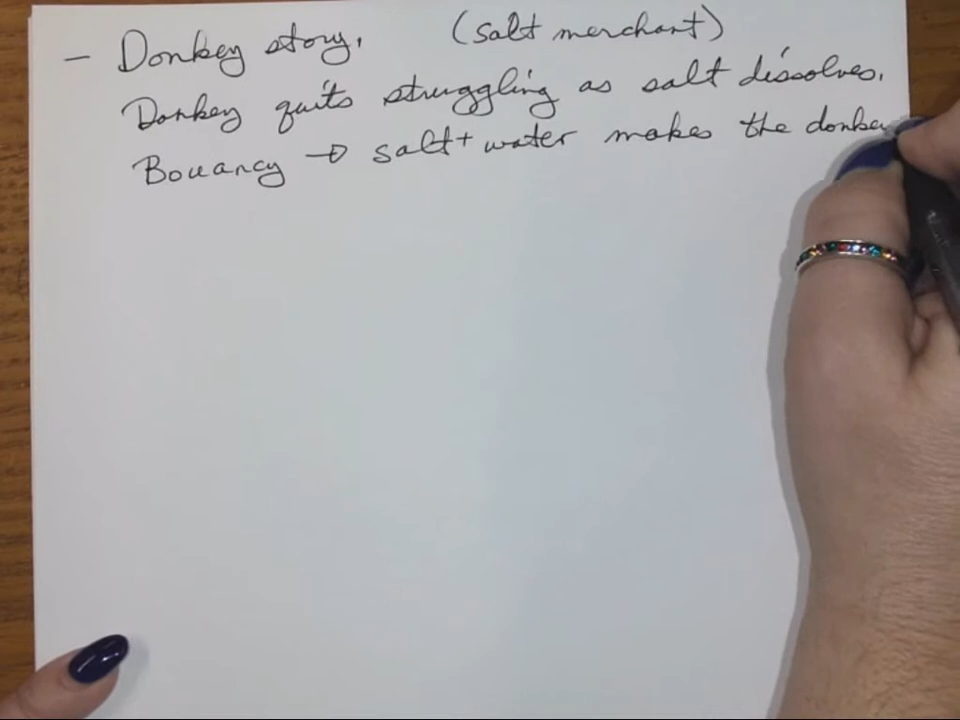 - Donkey story. (salt merchant)
Donkey quits struggling as salt dissolves.
Bouancy → salt + water makes the donkey